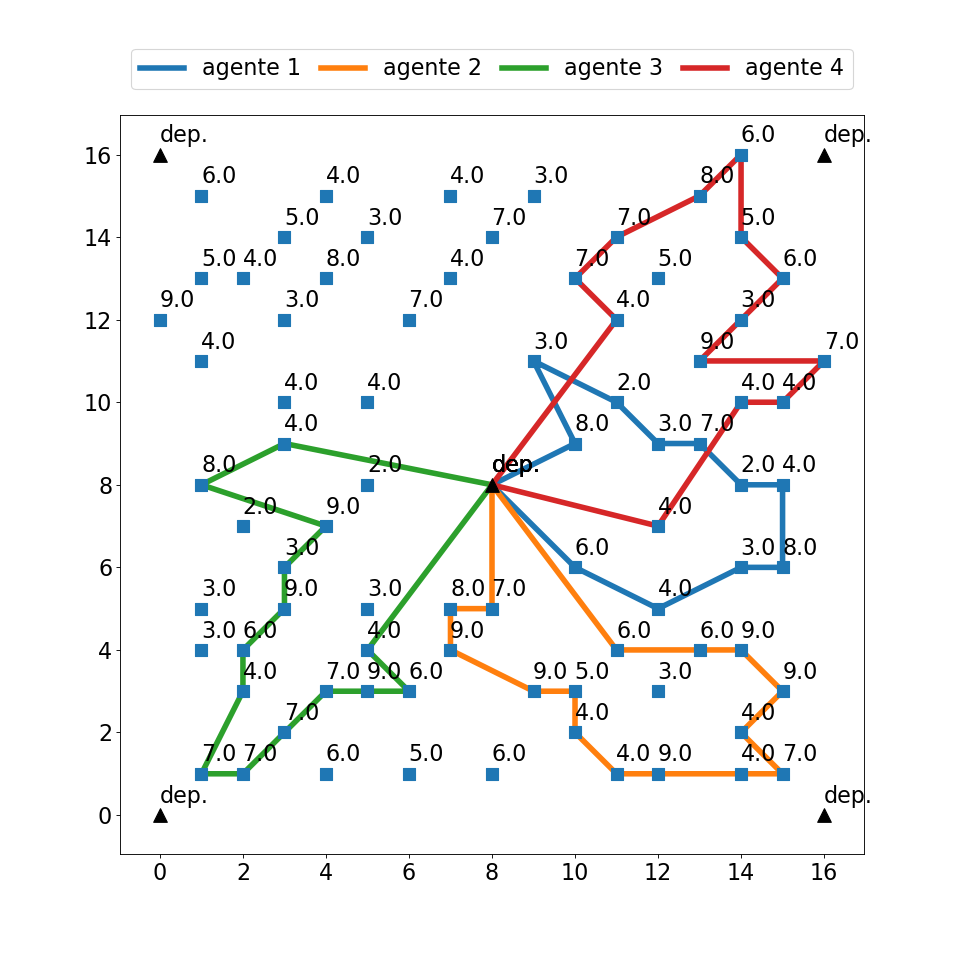 agente 1 agente 2 agente 3 agente 4
dep. 6.0 dep.
16
6.0 4.0 4.0 3.0 8.0
5.0 3.0 7.0 7.0 5.0
14
5.0 4.0 8.0 4.0 7.0 5.0 6.0
9.0 3.0 7.0 4.0 3.0
12
4.0 3.0 9.0 7.0
4.0 4.0 2.0 4.0 4.0
10
4.0 8.0 3.0 7.0
8.0 2.0 dep. 2.0 4.0
8
2.0 9.0 4.0
3.0 6.0 3.0 8.0
6
3.0 9.0 3.0 8.0 7.0 4.0
3.0 6.0 4.0 9.0 6.0 6.0 9.0
4
4.0 7.0 9.0 6.0 9.0 5.0 3.0 9.0
7.0 4.0 4.0
2
7.0 7.0 6.0 5.0 6.0 4.0 9.0 4.0 7.0
dep. dep.
0
0 2 4 6 8 10 12 14 16